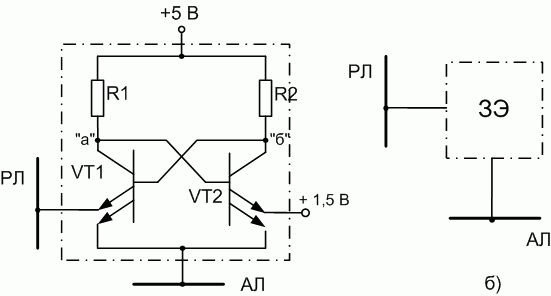 +5 В
R1
R2
"а"
"б"
РЛ
VT1
VT2
+ 1,5 В
АЛ
РЛ
ЗЭ
АЛ
б)